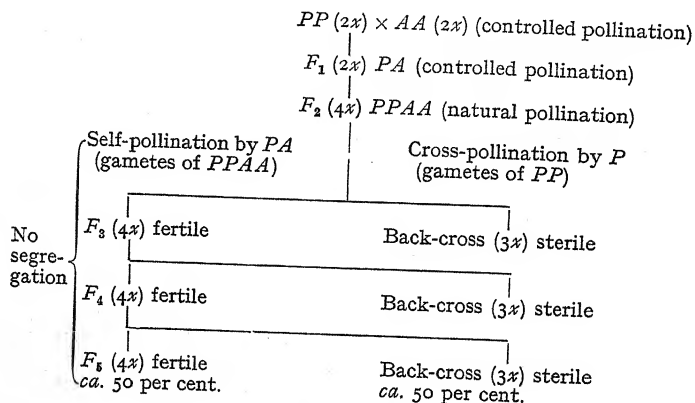 PP (2x) × AA (2x) (controlled pollination)
F₁ (2x) PA (controlled pollination)
F₂ (4x) PPAA (natural pollination)
Self-pollination by PA
(gametes of PPAA)
Cross-pollination by P
(gametes of PP)
No
segre-
gation
F₃ (4x) fertile
Back-cross (3x) sterile
F₄ (4x) fertile
Back-cross (3x) sterile
F₅ (4x) fertile
ca. 50 per cent.
Back-cross (3x) sterile
ca. 50 per cent.